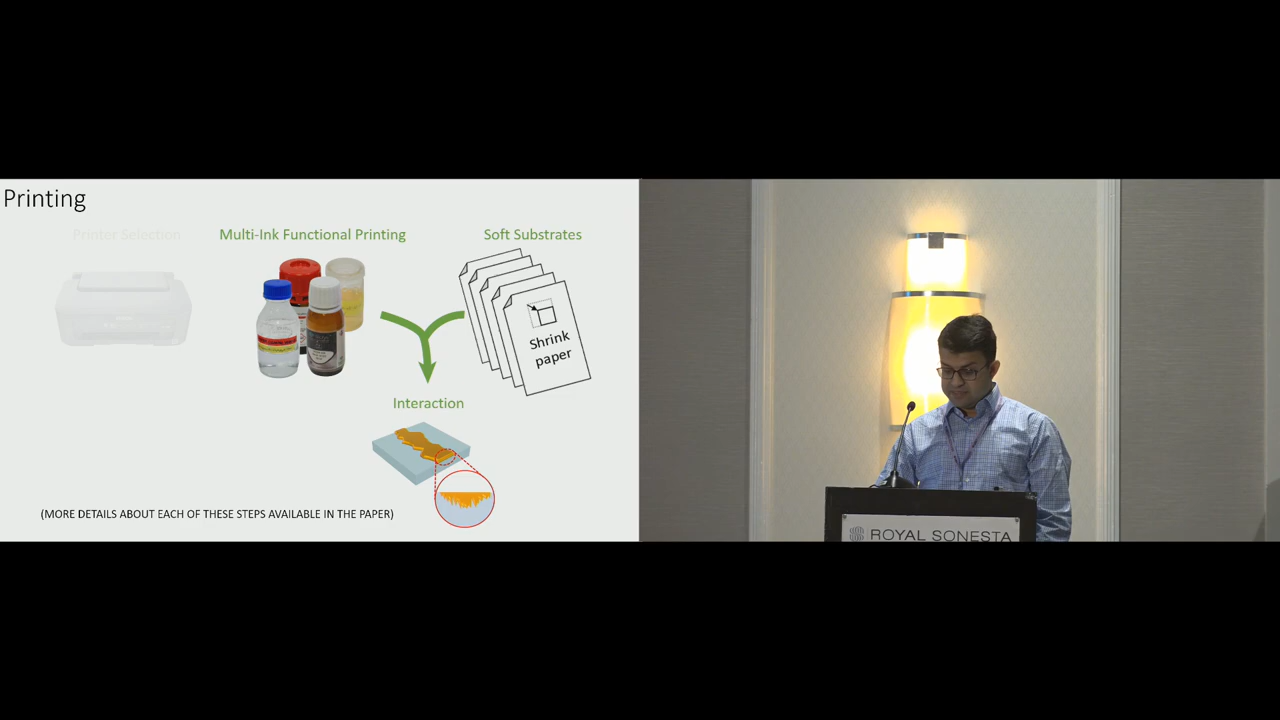 Printing
Printer Selection
Multi-Ink Functional Printing
Soft Substrates
Shrink
paper
Interaction
(MORE DETAILS ABOUT EACH OF THESE STEPS AVAILABLE IN THE PAPER)
ROYAL SONESTA